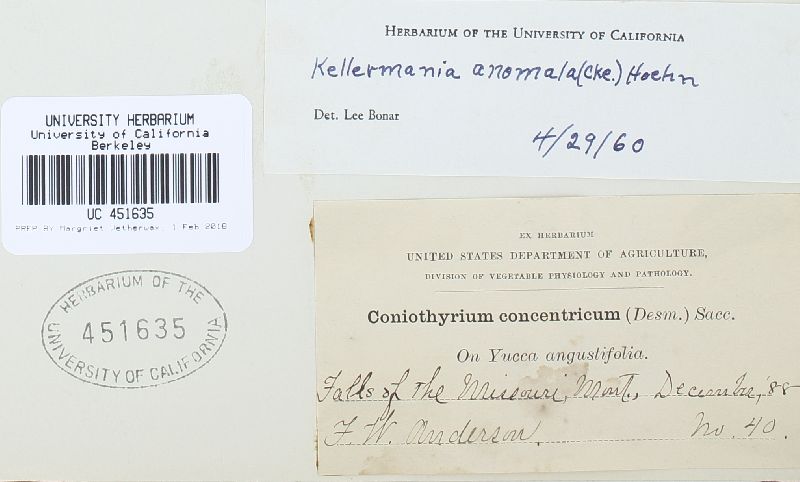 HERBARIUM OF THE UNIVERSITY OF CALIFORNIA
Kellermania anomala (Cke.) Hoehn
Det. Lee Bonar
4/29/60
UNIVERSITY HERBARIUM
University of California
Berkeley
UC 451635
PREP BY Margriet Wetherwax, 1 Feb 2016
HERBARIUM OF THE
451635
UNIVERSITY OF CALIFORNIA
EX HERBARIUM
UNITED STATES DEPARTMENT OF AGRICULTURE,
DIVISION OF VEGETABLE PHYSIOLOGY AND PATHOLOGY.
Coniothyrium concentricum (Desm.) Sacc.
On Yucca angustifolia.
Falls of the Missouri, Mont., December, '88
F. W. Anderson. No. 40.